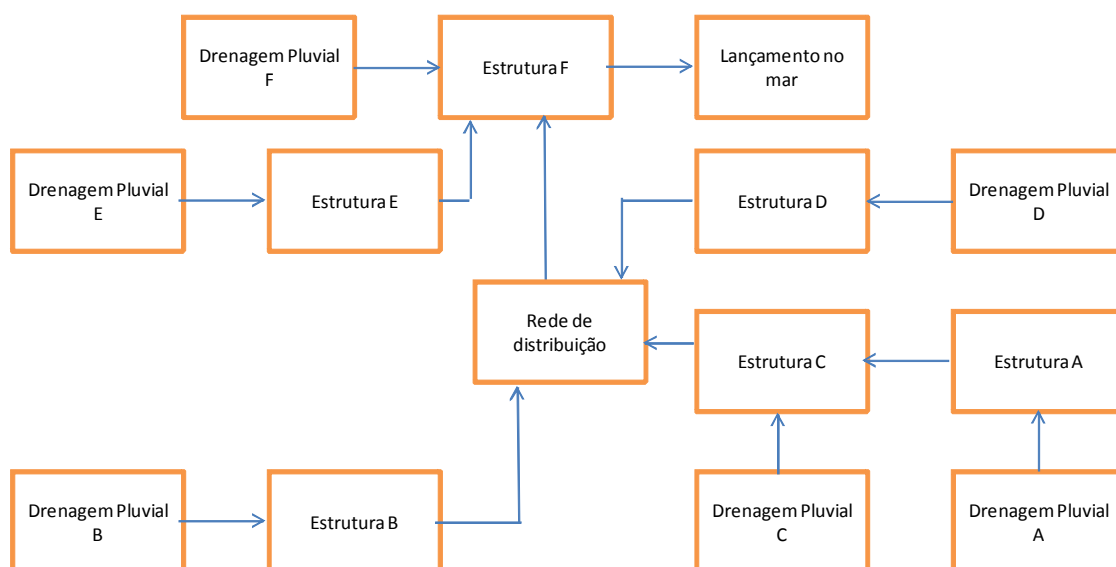 Drenagem Pluvial
F
Estrutura F
Lançamento no
mar
Drenagem Pluvial
E
Estrutura E
Estrutura D
Drenagem Pluvial
D
Rede de
distribuição
Estrutura C
Estrutura A
Drenagem Pluvial
B
Estrutura B
Drenagem Pluvial
C
Drenagem Pluvial
A